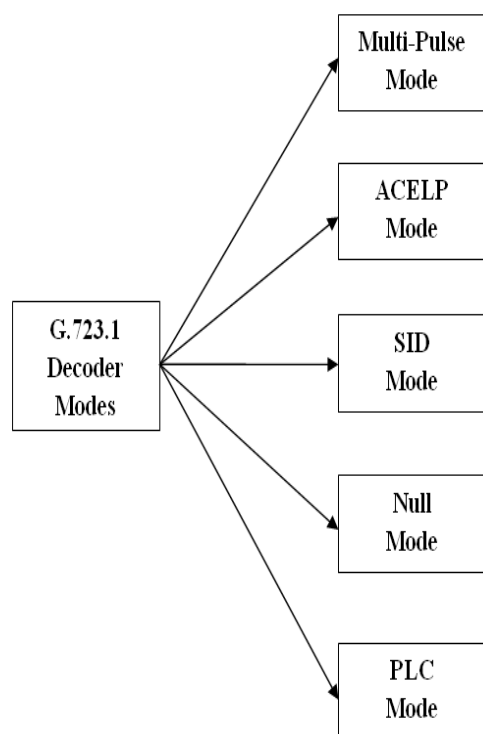 Multi-Pulse
Mode
ACELP
Mode
G.723.1
Decoder
Modes
SID
Mode
Null
Mode
PLC
Mode